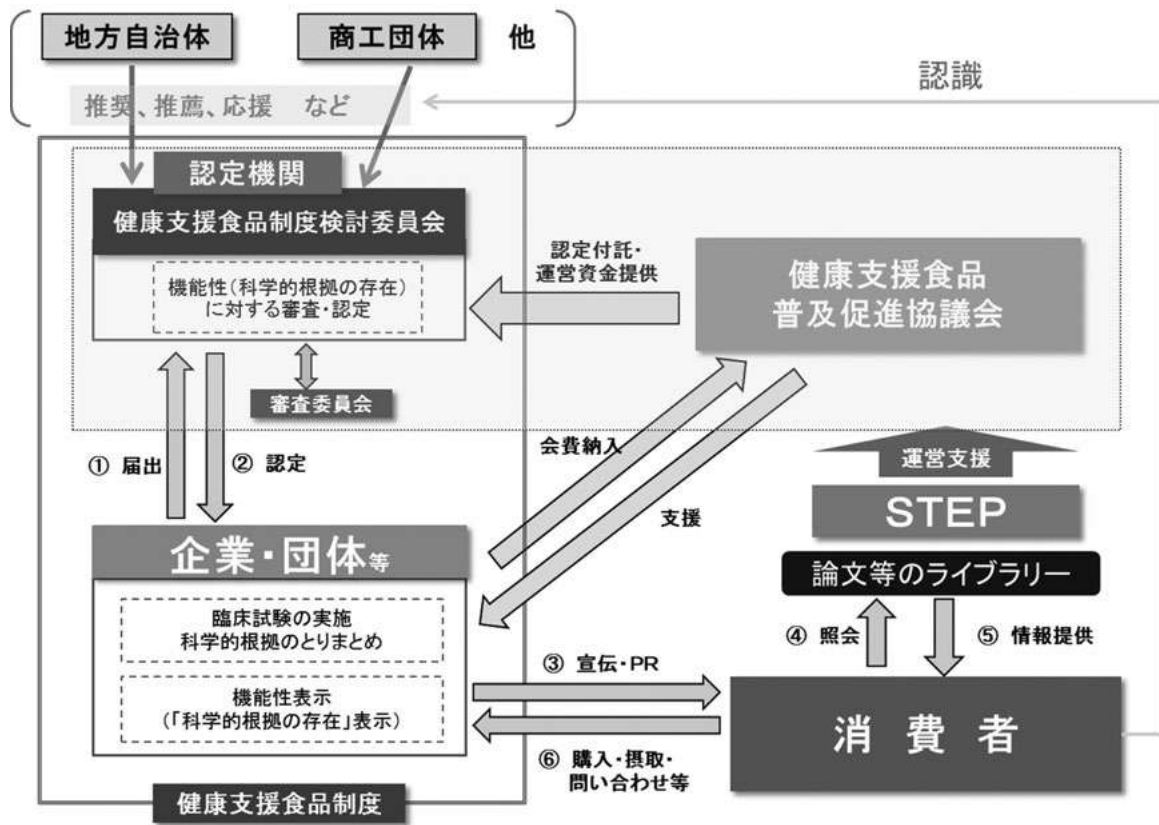 地方自治体
商工団体
他
推奨、推薦、応援 など
認識
認定機関
健康支援食品制度検討委員会
機能性(科学的根拠の存在)
に対する審査・認定
審査委員会
認定付託・
運営資金提供
健康支援食品
普及促進協議会
① 届出
② 認定
会費納入
支援
運営支援
STEP
論文等のライブラリー
④ 照会
⑤ 情報提供
企業・団体等
臨床試験の実施
科学的根拠のとりまとめ
機能性表示
(「科学的根拠の存在」表示)
③ 宣伝・PR
⑥ 購入・摂取・
問い合わせ等
消費者
健康支援食品制度